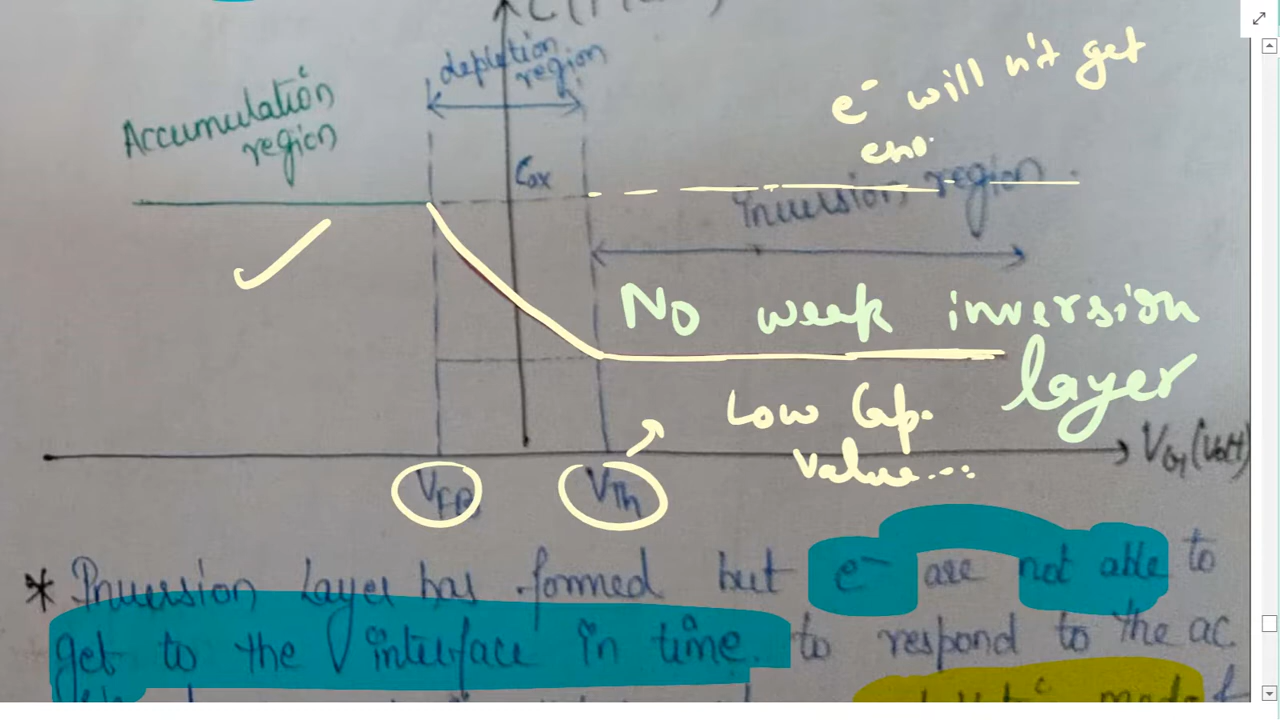 depletion
region
Accumulation
region
e⁻ will n't get
eno.
Cox
Inversion region
No week inversion
layer
Low Cap.
Value...
VFB
VTh
VG (volt)
* Inversion layer has formed but e⁻ are not able to
get to the interface in time. to respond to the ac